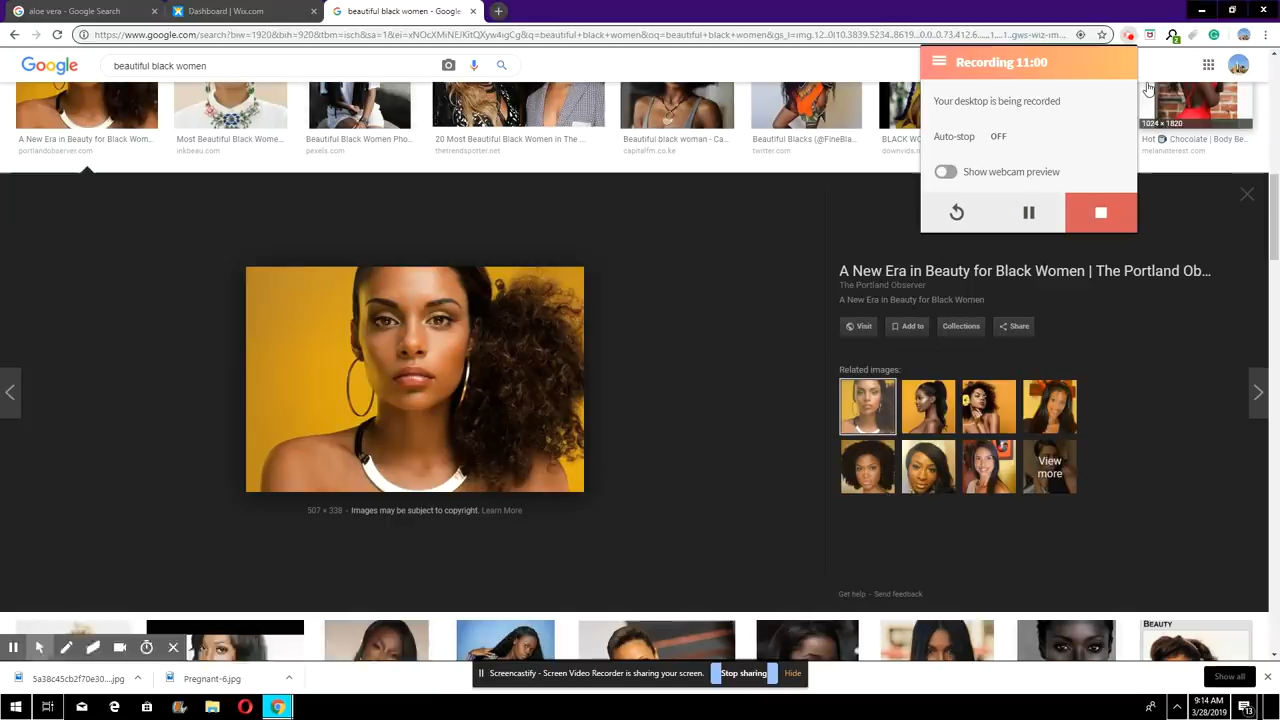 aloe vera - Google Search
Dashboard | Wix.com
beautiful black women - Google
Google
beautiful black women
Recording 11:00
Your desktop is being recorded
Auto-stop OFF
Show webcam preview
1024 × 1820
A New Era in Beauty for Black Wom...
portlandobserver.com
Most Beautiful Black Wome...
inkbeau.com
Beautiful Black Women Pho...
pexels.com
20 Most Beautiful Black Women in The ...
thetrendspotter.net
Beautiful black woman - Ca...
capitalfm.co.ke
Beautiful Blacks (@FineBla...
twitter.com
BLACK WO
downvids.n
Hot Chocolate | Body Be...
melaninterest.com
A New Era in Beauty for Black Women | The Portland Ob...
The Portland Observer
A New Era in Beauty for Black Women
Visit
Add to
Collections
Share
Related images:
View more
507 × 338 - Images may be subject to copyright. Learn More
Get help - Send feedback
BEAUTY
Screencastify - Screen Video Recorder is sharing your screen. Stop sharing Hide
5a38c45cb2f70e30....jpg
Pregnant-6.jpg
Show all
9:14 AM
3/28/2019